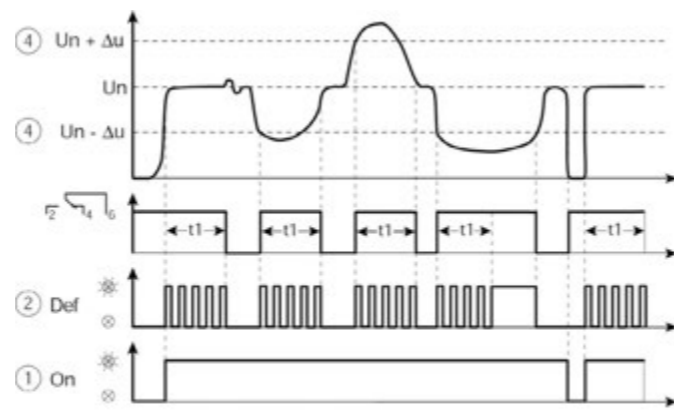 ④ Un + Δu
Un
④ Un - Δu
2 4 6
t1 t1 t1 t1 t1
② Def
① On